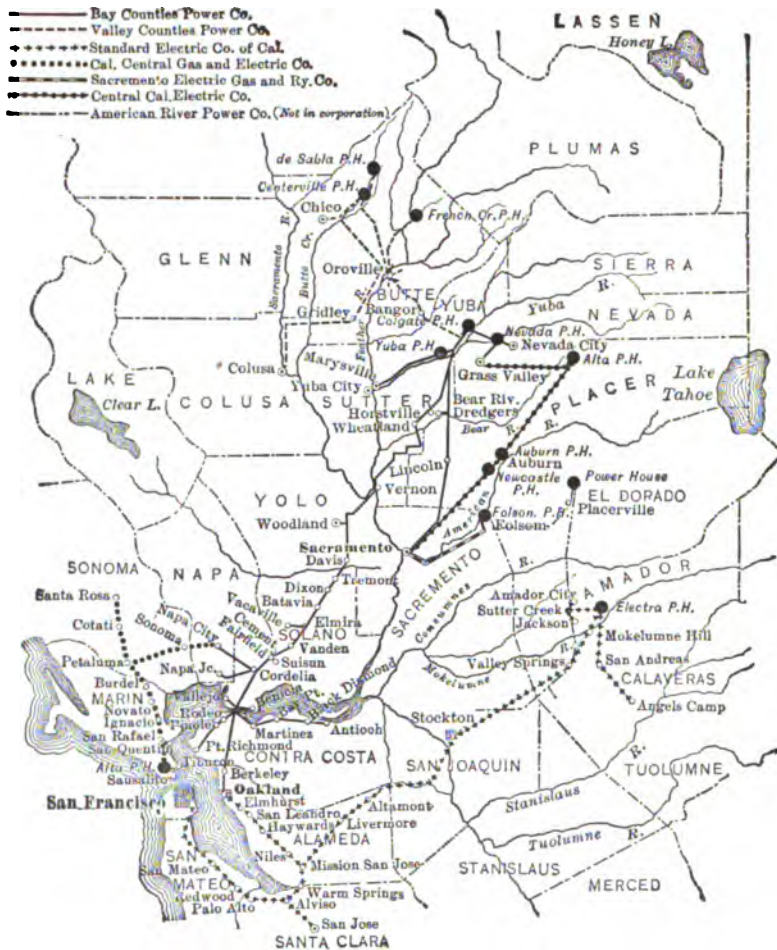 Bay Counties Power Co.
Valley Counties Power Co.
Standard Electric Co. of Cal.
Cal. Central Gas and Electric Co.
Sacremento Electric Gas and Ry. Co.
Central Cal. Electric Co.
American River Power Co. (Not in corporation)
LASSEN
Honey L.
PLUMAS
de Sabla P.H.
Centerville P.H.
Chico
French Cr. P.H.
Sacramento R.
Butte Cr.
GLENN
Oroville
SIERRA
BUTTE
Feather R.
Bangor
YUBA
Yuba R.
Colgate P.H.
NEVADA
Gridley
Nevada P.H.
Nevada City
Yuba P.H.
Alta P.H.
Marysville
Colusa
Yuba City
Grass Valley
Lake
Tahoe
LAKE
Clear L.
COLUSA
SUTTER
PLACER
Bear Riv.
Dredgers
Horstville
Wheatland
Bear R.
Auburn P.H.
Auburn
Newcastle
P.H.
Lincoln
Vernon
Power House
EL DORADO
Placerville
YOLO
Woodland
American R.
Folsom. P.H.
Folsom
Sacramento
Davis
SACREMENTO
SONOMA
NAPA
Tremont
Dixon
Batavia
Cosumnes R.
AMADOR
Amador City
Sutter Creek
Jackson
Electra P.H.
Santa Rosa
Cotati
Vacaville
Elmira
Napa City
Sonoma
Cement
Fairfield
SOLANO
Vanden
Mokelumne Hill
Petaluma
Suisun
Cordelia
Napa Jc.
Mokelumne R.
Valley Springs
San Andreas
CALAVERAS
Burdel
MARIN
Novato
Ignacio
Vallejo
Benicia
Bay Pt.
Black Diamond
Angels Camp
Rodeo
Pinole
Martinez
Antioch
Stockton
San Rafael
San Quentin
Pt. Richmond
CONTRA COSTA
Alta P.H.
Tiburon
Sausalito
Berkeley
SAN JOAQUIN
TUOLUMNE
San Francisco
Oakland
Elmhurst
San Leandro
Haywards
Altamont
Livermore
Stanislaus R.
ALAMEDA
Tuolumne R.
Niles
Mission San Jose
STANISLAUS
SAN
MATEO
San Mateo
Redwood
Palo Alto
Warm Springs
Alviso
MERCED
San Jose
SANTA CLARA